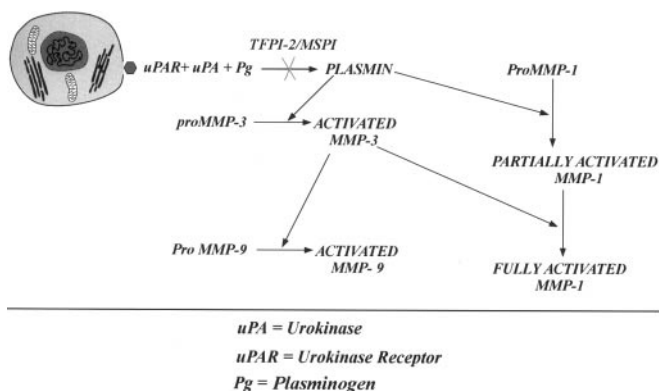 TFPI-2/MSPI
uPAR+ uPA + Pg
PLASMIN
ProMMP-1
proMMP-3
ACTIVATED
MMP-3
PARTIALLY ACTIVATED
MMP-1
Pro MMP-9
ACTIVATED
MMP- 9
FULLY ACTIVATED
MMP-1
uPA = Urokinase
uPAR = Urokinase Receptor
Pg = Plasminogen